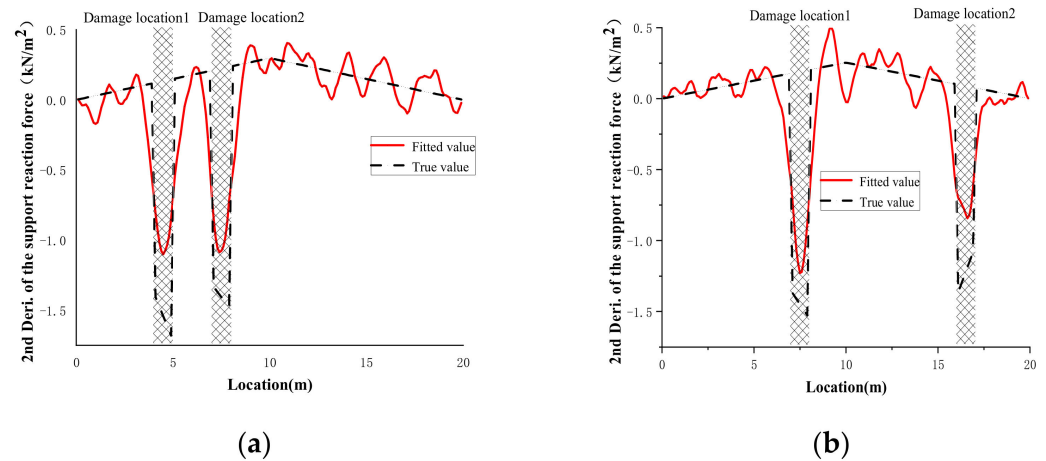 Damage location1 Damage location2
2nd Deri. of the support reaction force（kN/m²）
0.5
0.0
−0.5
−1.0
−1.5
Fitted value
True value
0 5 10 15 20
Location(m)
(a)
Damage location1 Damage location2
2nd Deri. of the support reaction force（kN/m²）
0.5
0.0
−0.5
−1.0
−1.5
Fitted value
True value
0 5 10 15 20
Location(m)
(b)